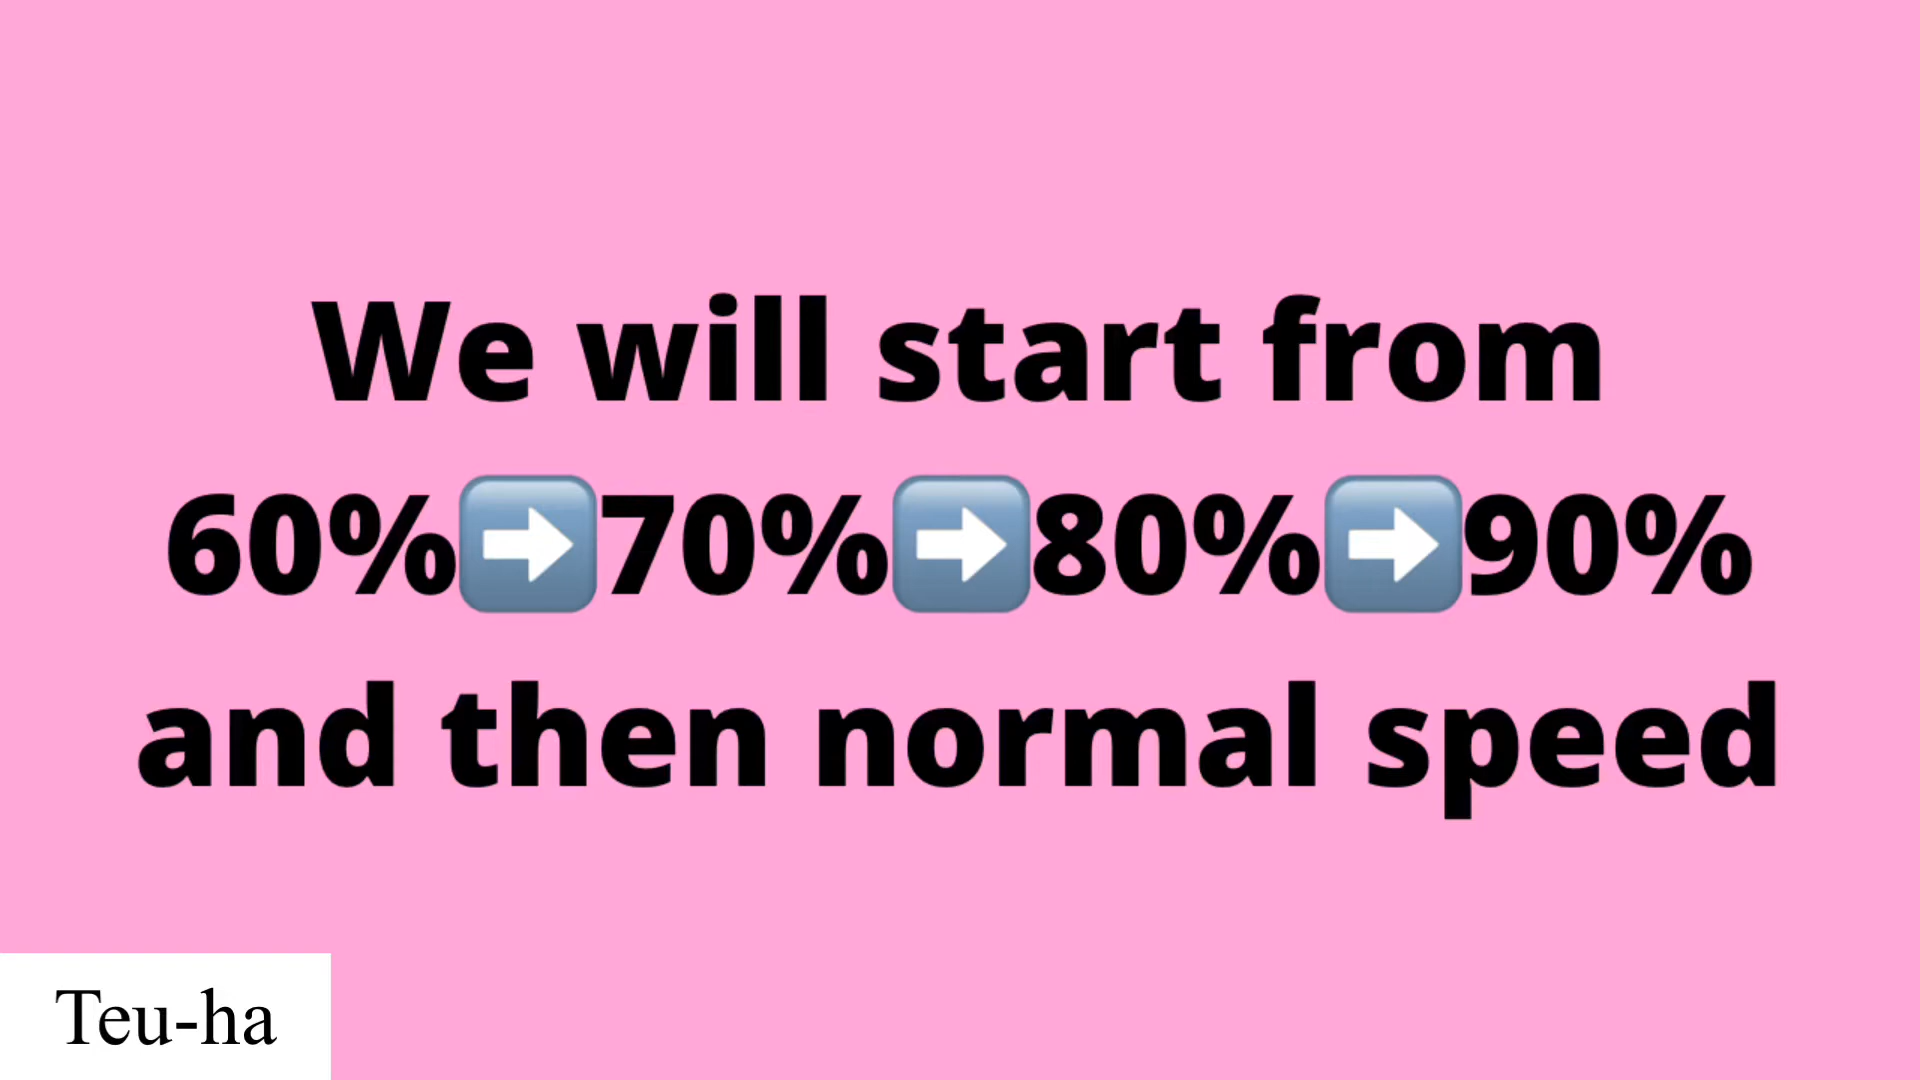 We will start from
60%➡️70%➡️80%➡️90%
and then normal speed
Teu-ha